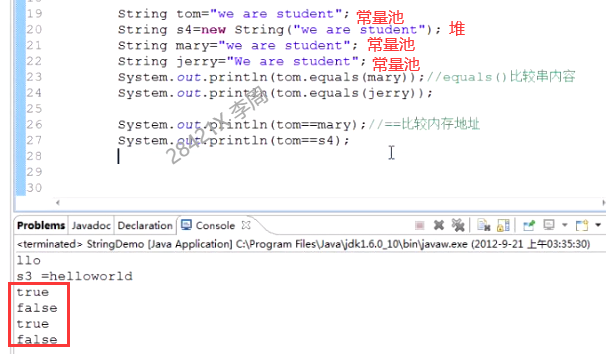 19 String tom="we are student"; 常量池
20 String s4=new String("we are student"); 堆
21 String mary="we are student"; 常量池
22 String jerry="We are Student"; 常量池
23 System.out.println(tom.equals(mary));//equals()比较串内容
24 System.out.println(tom.equals(jerry));
25
26 System.out.println(tom==mary);//==比较内存地址
27 System.out.println(tom==s4);
28
29
30
28421X 李周
Problems Javadoc Declaration Console
<terminated> StringDemo [Java Application] C:\Program Files\Java\jdk1.6.0_10\bin\javaw.exe (2012-9-21 上午03:35:30)
llo
s3 =helloworld
true
false
true
false